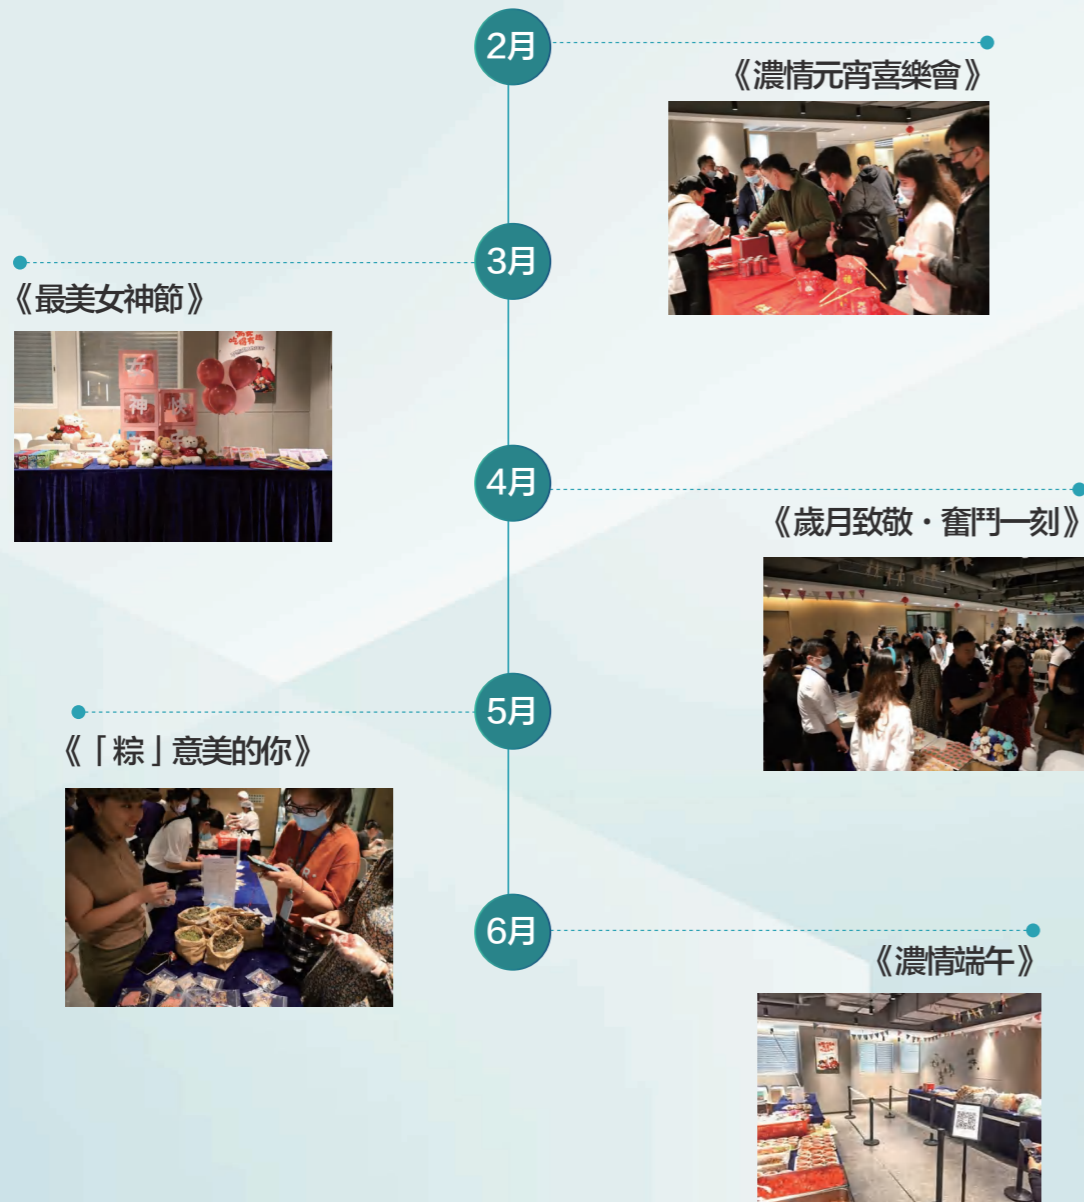 2月
《濃情元宵喜樂會》
3月
《最美女神節》
神
快
4月
《歲月致敬・奮鬥一刻》
5月
《「粽」意美的你》
6月
《濃情端午》